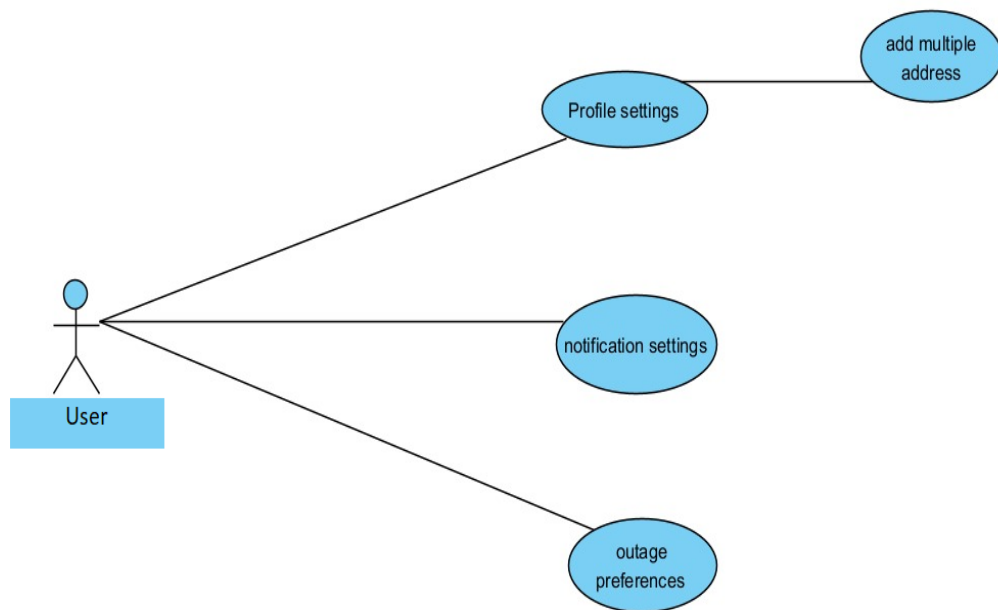 add multiple
address
Profile settings
notification settings
User
outage
preferences